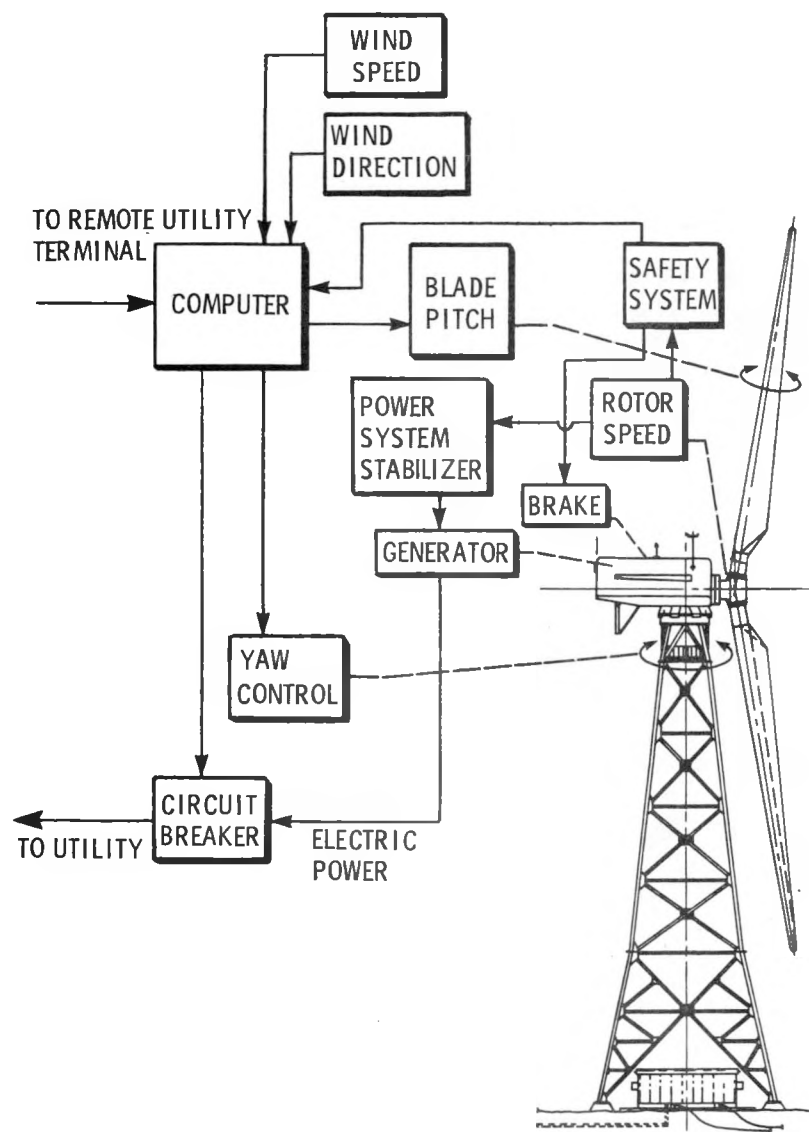 WIND
SPEED
WIND
DIRECTION
TO REMOTE UTILITY
TERMINAL
COMPUTER
BLADE
PITCH
SAFETY
SYSTEM
POWER
SYSTEM
STABILIZER
ROTOR
SPEED
BRAKE
GENERATOR
YAW
CONTROL
CIRCUIT
BREAKER
TO UTILITY
ELECTRIC
POWER